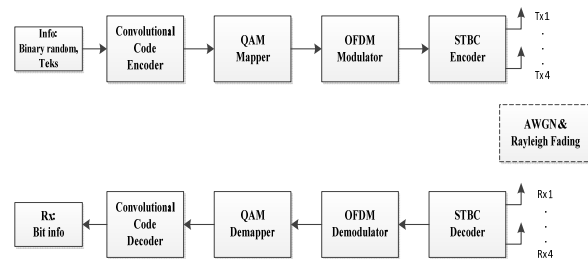 Info:
Binary random,
Teks
Convolutional
Code
Encoder
QAM
Mapper
OFDM
Modulator
STBC
Encoder
Tx1
.
.
.
Tx4
AWGN&
Rayleigh Fading
Rx:
Bit info
Convolutional
Code
Decoder
QAM
Demapper
OFDM
Demodulator
STBC
Decoder
Rx1
.
.
.
Rx4